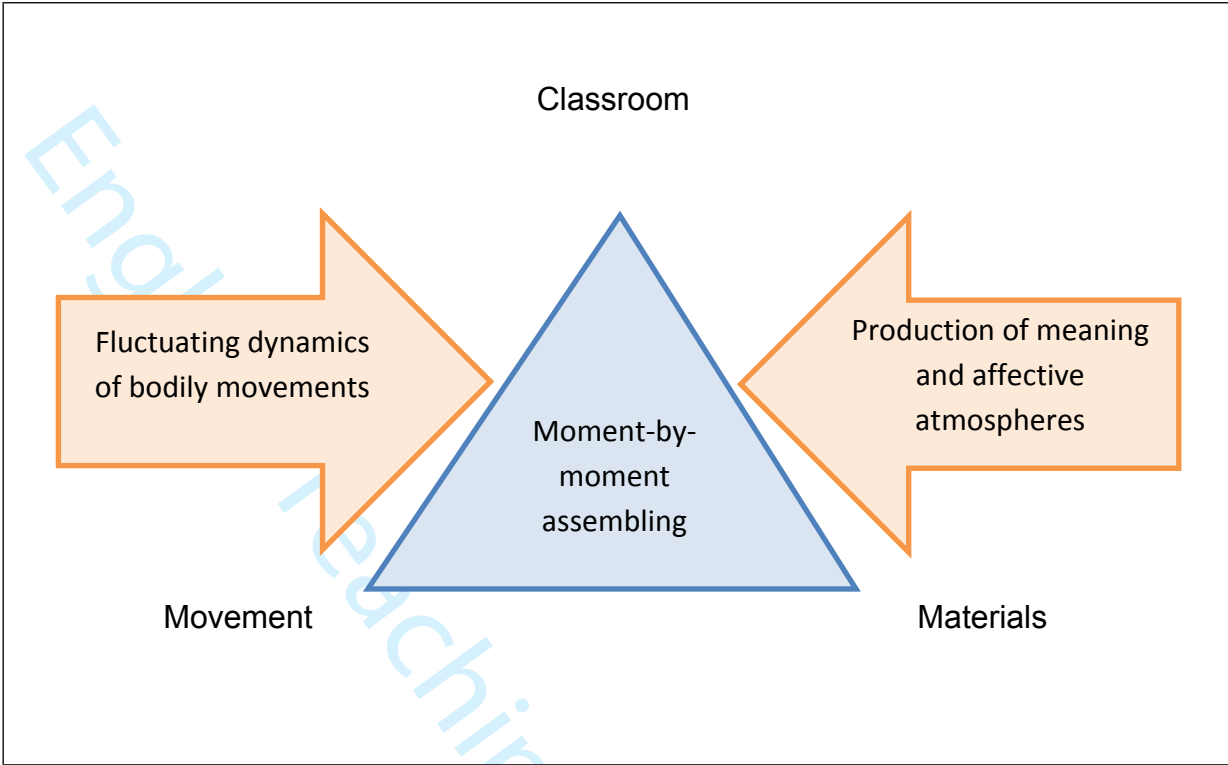 Classroom
Fluctuating dynamics
of bodily movements
Production of meaning
and affective
atmospheres
Moment-by-
moment
assembling
Movement
Materials